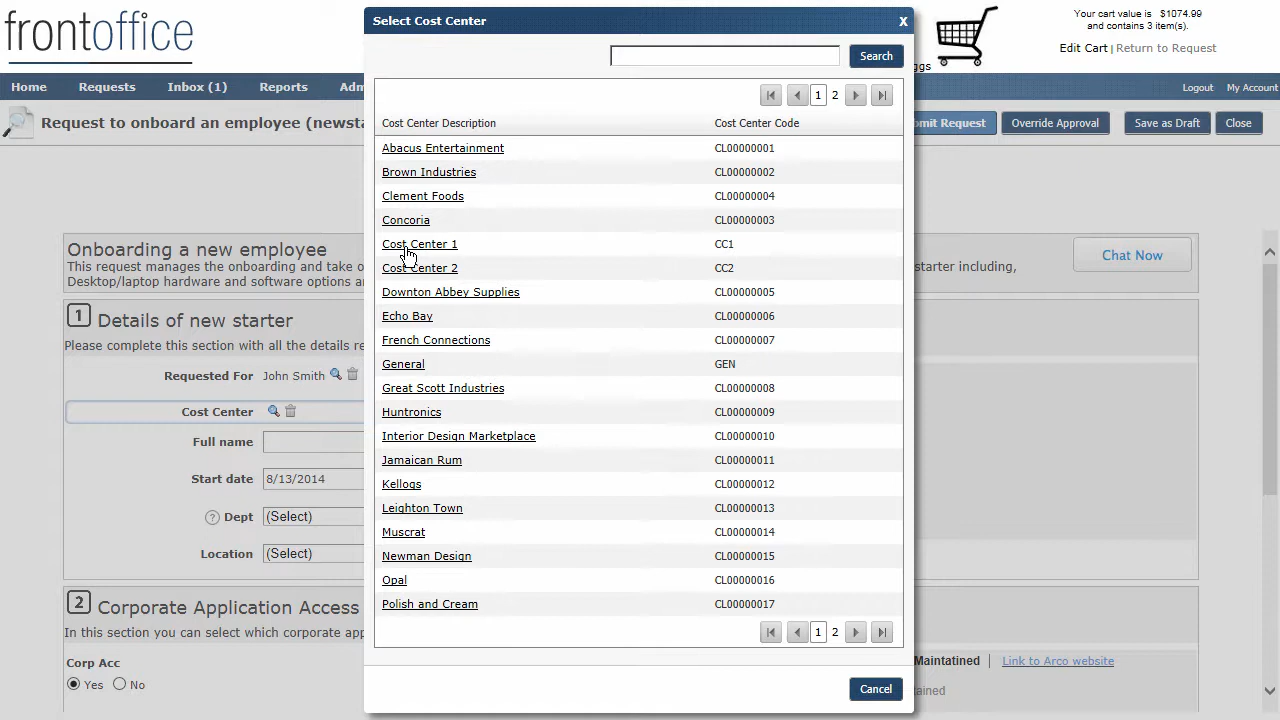 frontoffice
Select Cost Center
X
Your cart value is $1074.99
and contains 3 item(s).
Edit Cart | Return to Request
ggs
Search
Home
Requests
Inbox (1)
Reports
Adm
Logout
My Account
1 2
Request to onboard an employee (newsta
mit Request
Override Approval
Save as Draft
Close
Cost Center Description
Cost Center Code
Abacus Entertainment CL00000001
Brown Industries CL00000002
Clement Foods CL00000004
Concoria CL00000003
Cost Center 1 CC1
Cost Center 2 CC2
Downton Abbey Supplies CL00000005
Echo Bay CL00000006
French Connections CL00000007
General GEN
Great Scott Industries CL00000008
Huntronics CL00000009
Interior Design Marketplace CL00000010
Jamaican Rum CL00000011
Kellogs CL00000012
Leighton Town CL00000013
Muscrat CL00000014
Newman Design CL00000015
Opal CL00000016
Polish and Cream CL00000017
1 2
Cancel
Onboarding a new employee
This request manages the onboarding and take o
starter including,
Desktop/laptop hardware and software options ar
Chat Now
1 Details of new starter
Please complete this section with all the details re
Requested For John Smith
Cost Center
Full name
Start date 8/13/2014
? Dept (Select)
Location (Select)
2 Corporate Application Access
In this section you can select which corporate app
Corp Acc
Yes No
Maintatined | Link to Arco website
tained